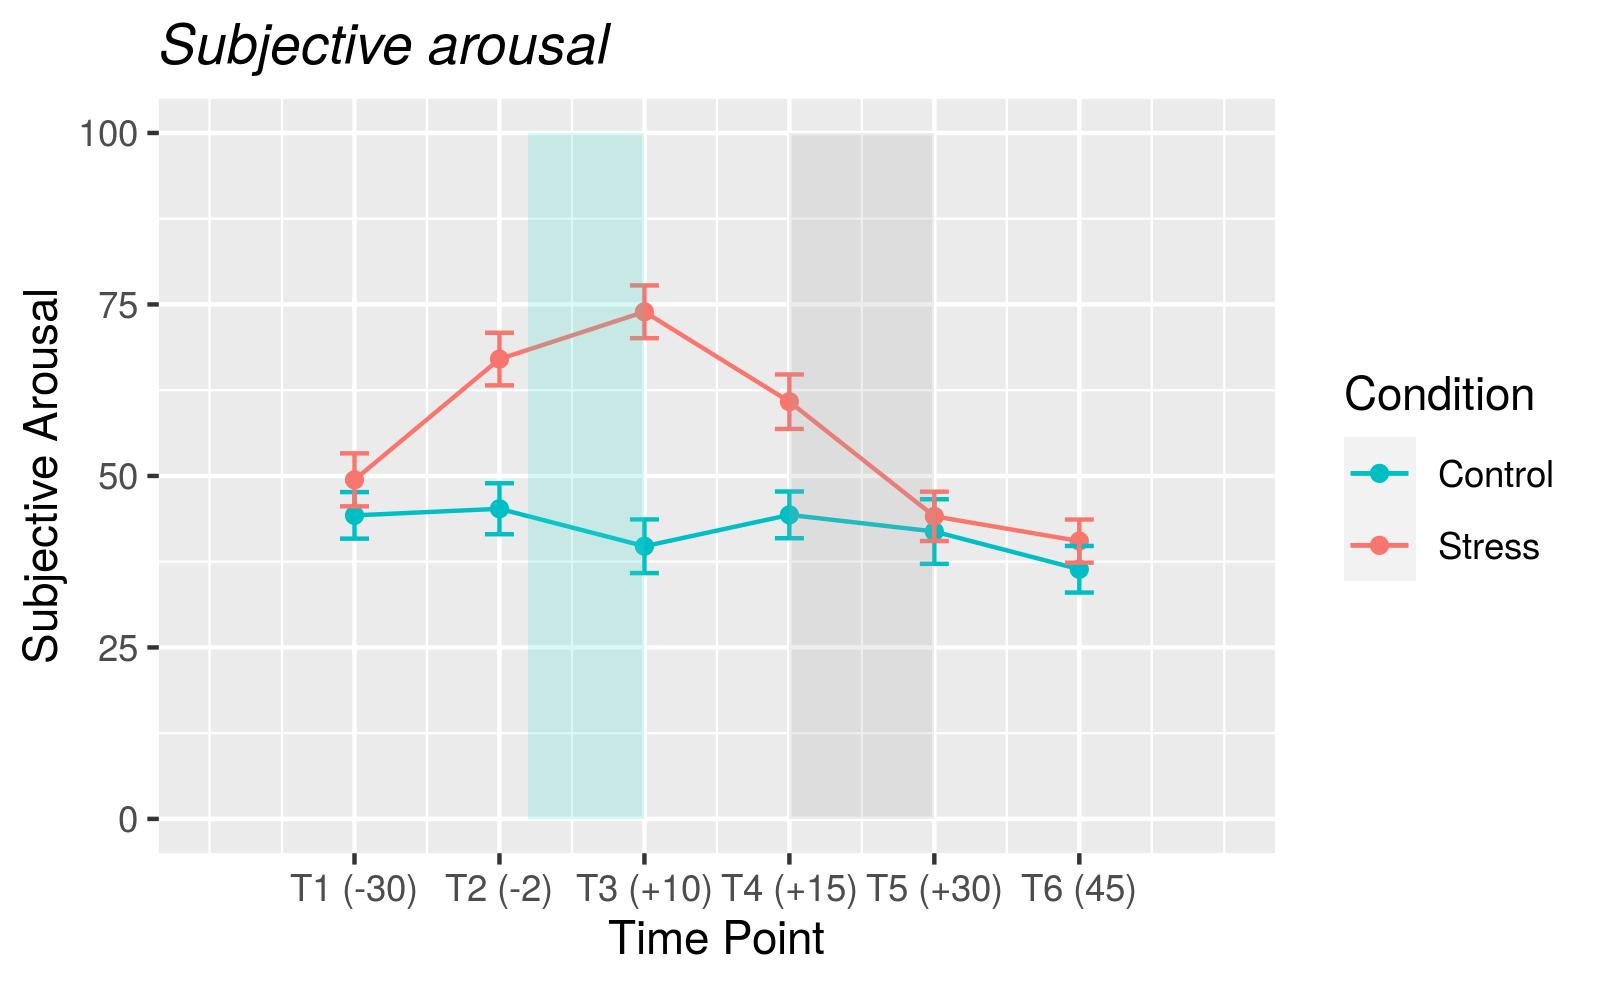 Subjective arousal
Subjective Arousal
100
75
50
25
0
T1 (-30) T2 (-2) T3 (+10) T4 (+15) T5 (+30) T6 (45)
Time Point
Condition
Control
Stress